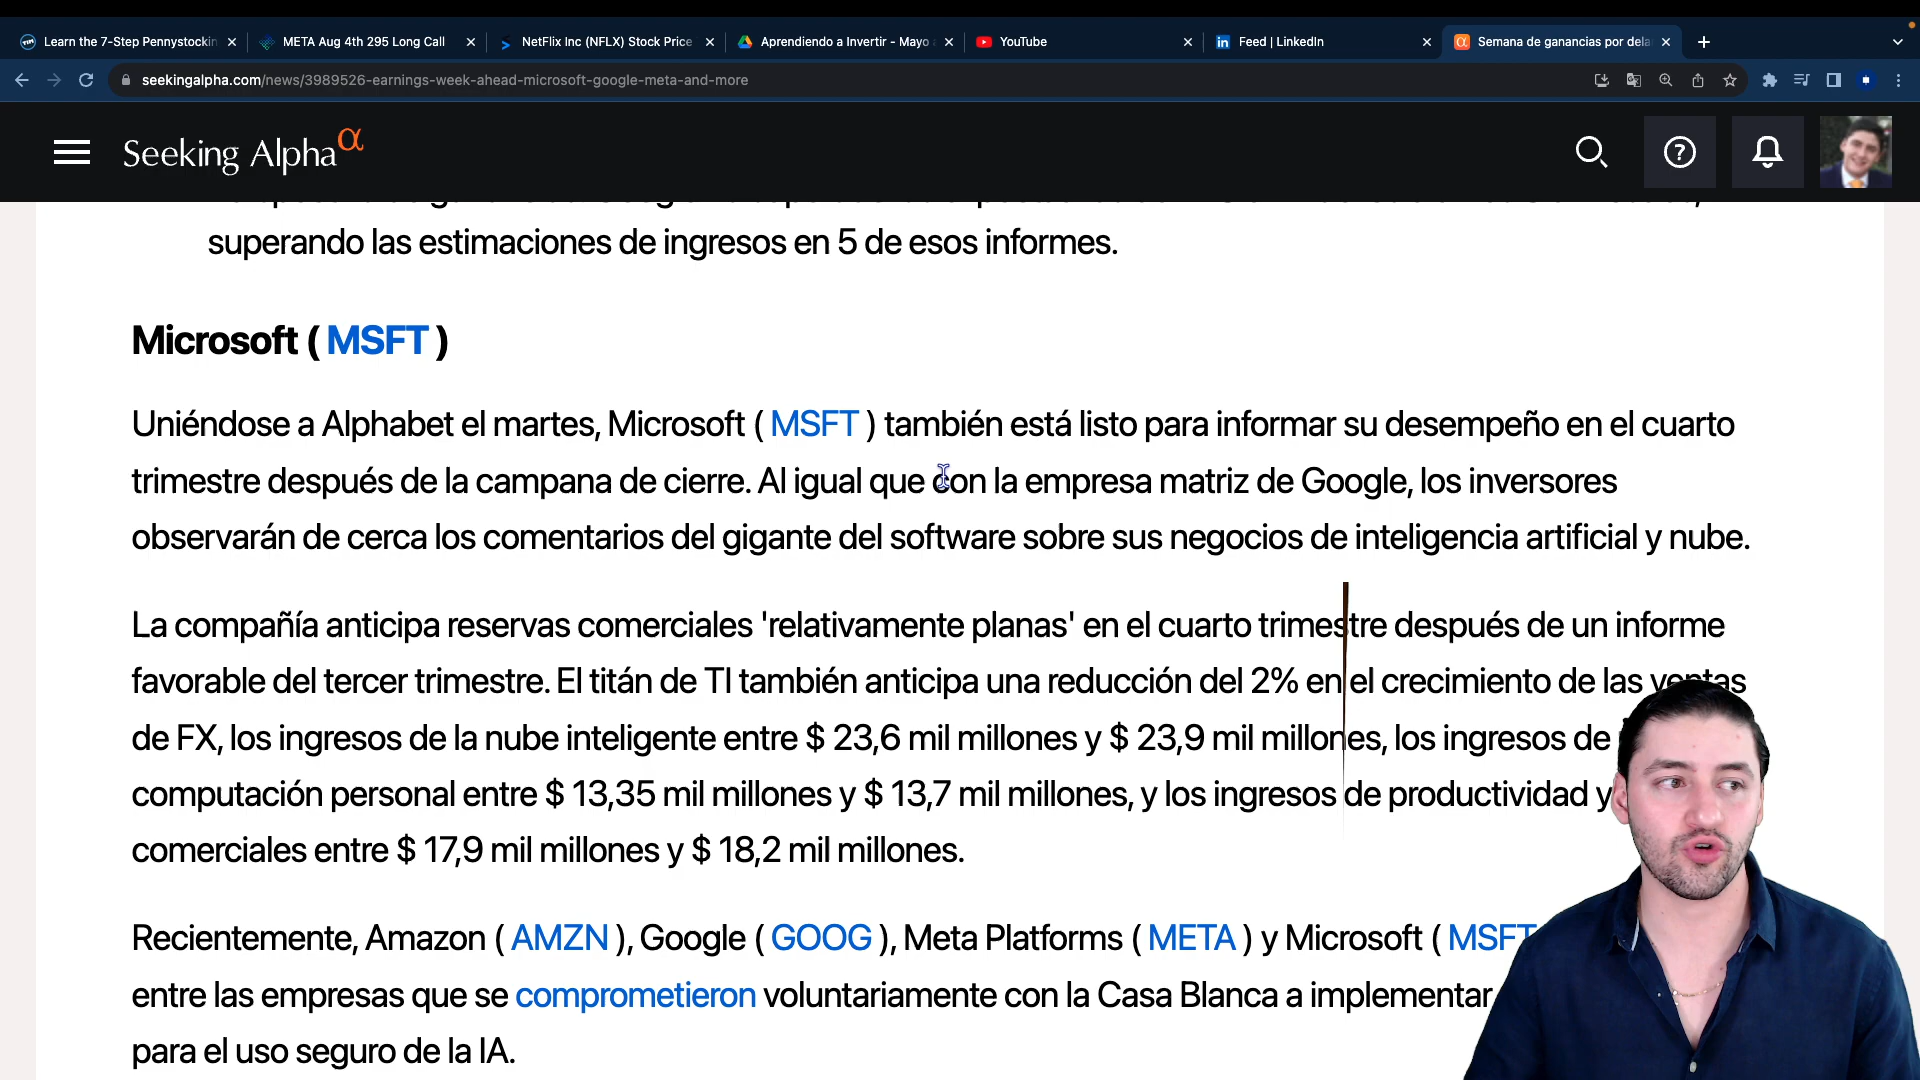 Learn the 7-Step Pennystockin
META Aug 4th 295 Long Call
NetFlix Inc (NFLX) Stock Price
Aprendiendo a Invertir - Mayo
YouTube
Feed | LinkedIn
Semana de ganancias por dela
seekingalpha.com/news/3989526-earnings-week-ahead-microsoft-google-meta-and-more
Seeking Alpha α
superando las estimaciones de ingresos en 5 de esos informes.
Microsoft ( MSFT )
Uniéndose a Alphabet el martes, Microsoft ( MSFT ) también está listo para informar su desempeño en el cuarto
trimestre después de la campana de cierre. Al igual que con la empresa matriz de Google, los inversores
observarán de cerca los comentarios del gigante del software sobre sus negocios de inteligencia artificial y nube.
La compañía anticipa reservas comerciales 'relativamente planas' en el cuarto trimestre después de un informe
favorable del tercer trimestre. El titán de TI también anticipa una reducción del 2% en el crecimiento de las ventas
de FX, los ingresos de la nube inteligente entre $ 23,6 mil millones y $ 23,9 mil millones, los ingresos de
computación personal entre $ 13,35 mil millones y $ 13,7 mil millones, y los ingresos de productividad y
comerciales entre $ 17,9 mil millones y $ 18,2 mil millones.
Recientemente, Amazon ( AMZN ), Google ( GOOG ), Meta Platforms ( META ) y Microsoft ( MSFT
entre las empresas que se comprometieron voluntariamente con la Casa Blanca a implementar
para el uso seguro de la IA.